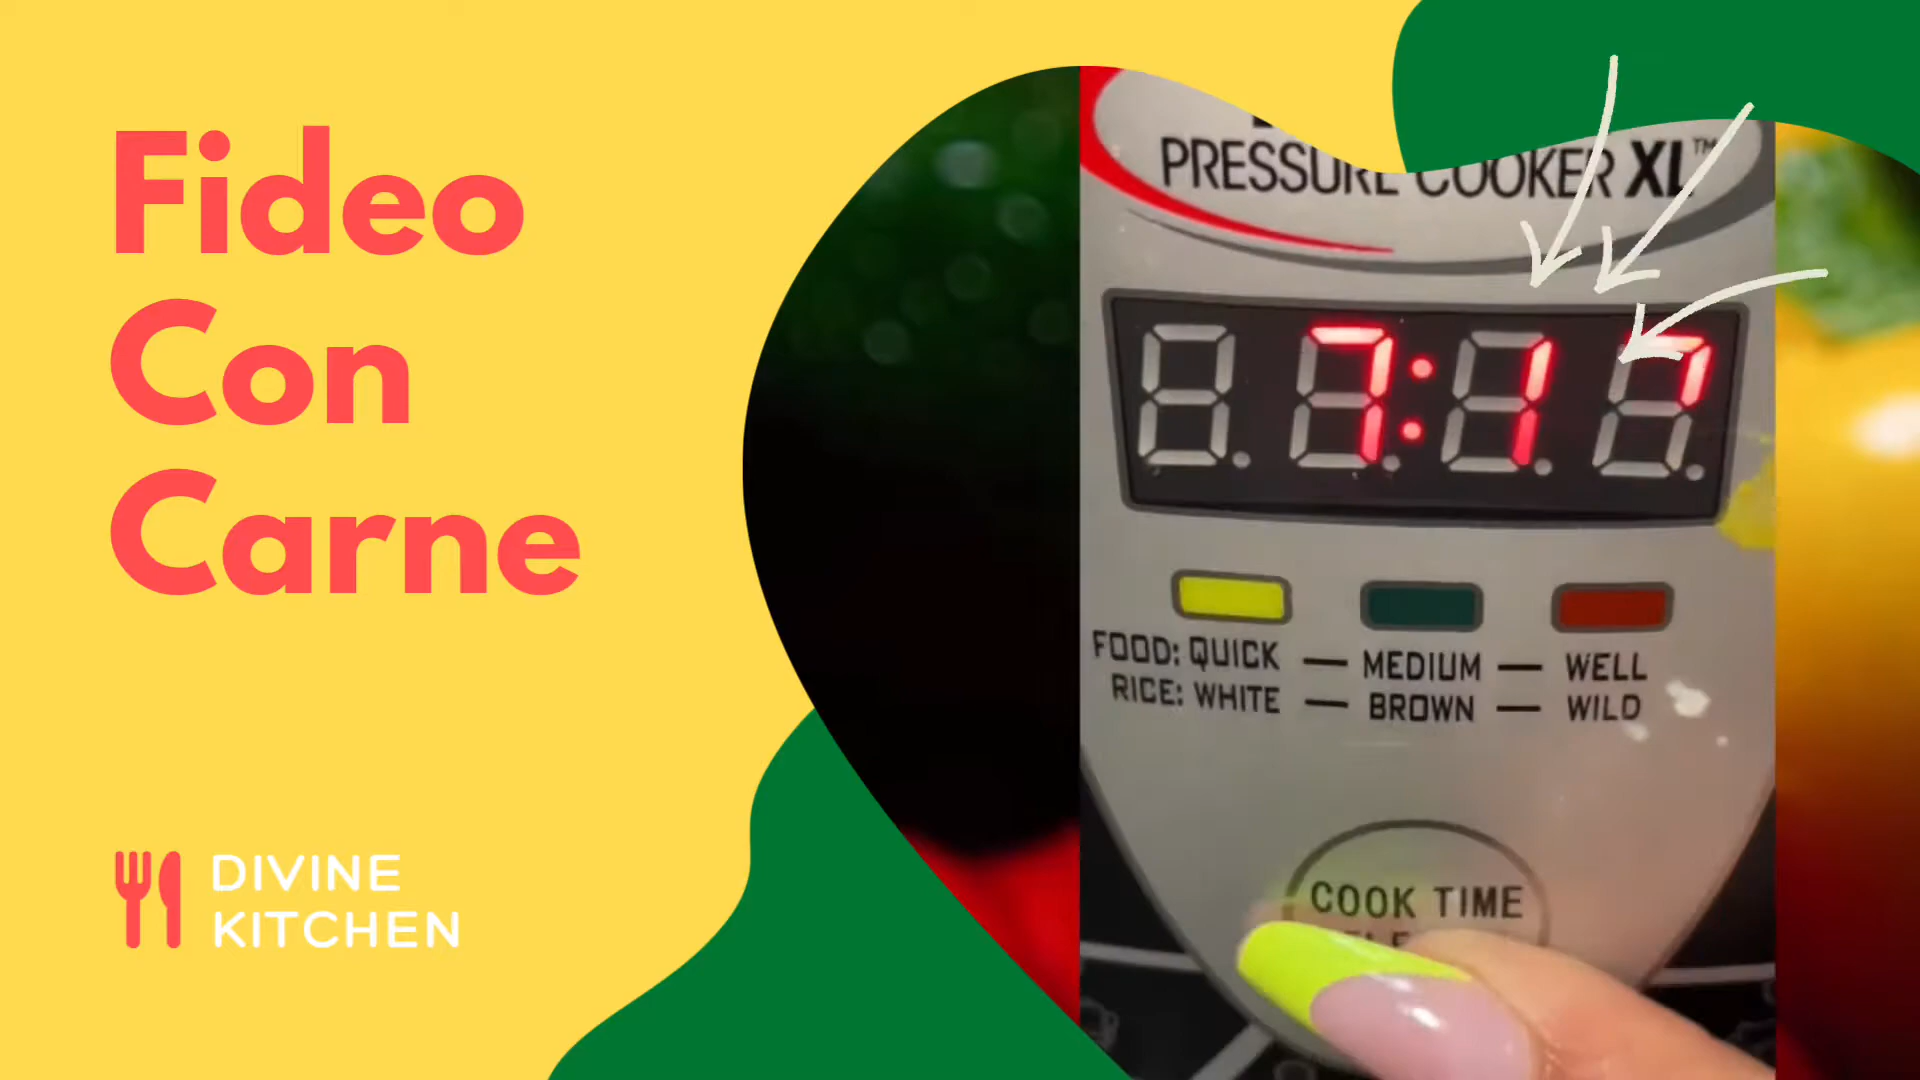 Fideo
Con
Carne
DIVINE
KITCHEN
PRESSURE COOKER XL™
7:17
FOOD: QUICK — MEDIUM — WELL
RICE: WHITE — BROWN — WILD
COOK TIME